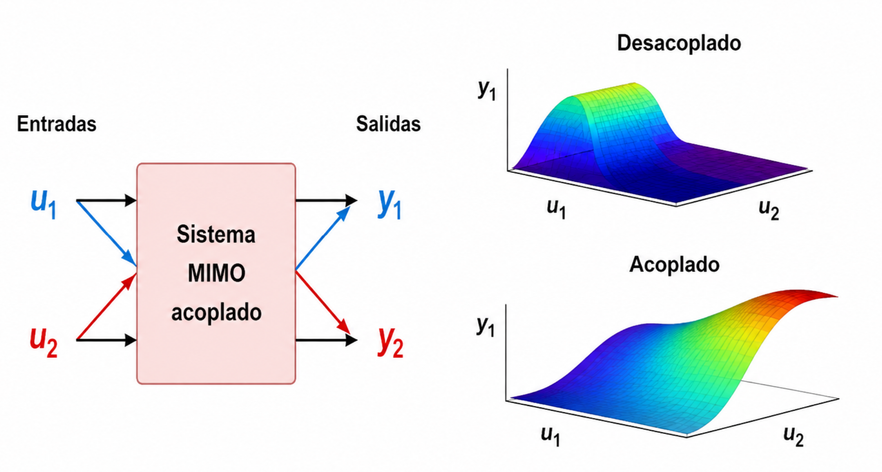 Entradas
Salidas
u1
u2
Sistema
MIMO
acoplado
y1
y2
Desacoplado
y1
u1
u2
Acoplado
y1
u1
u2